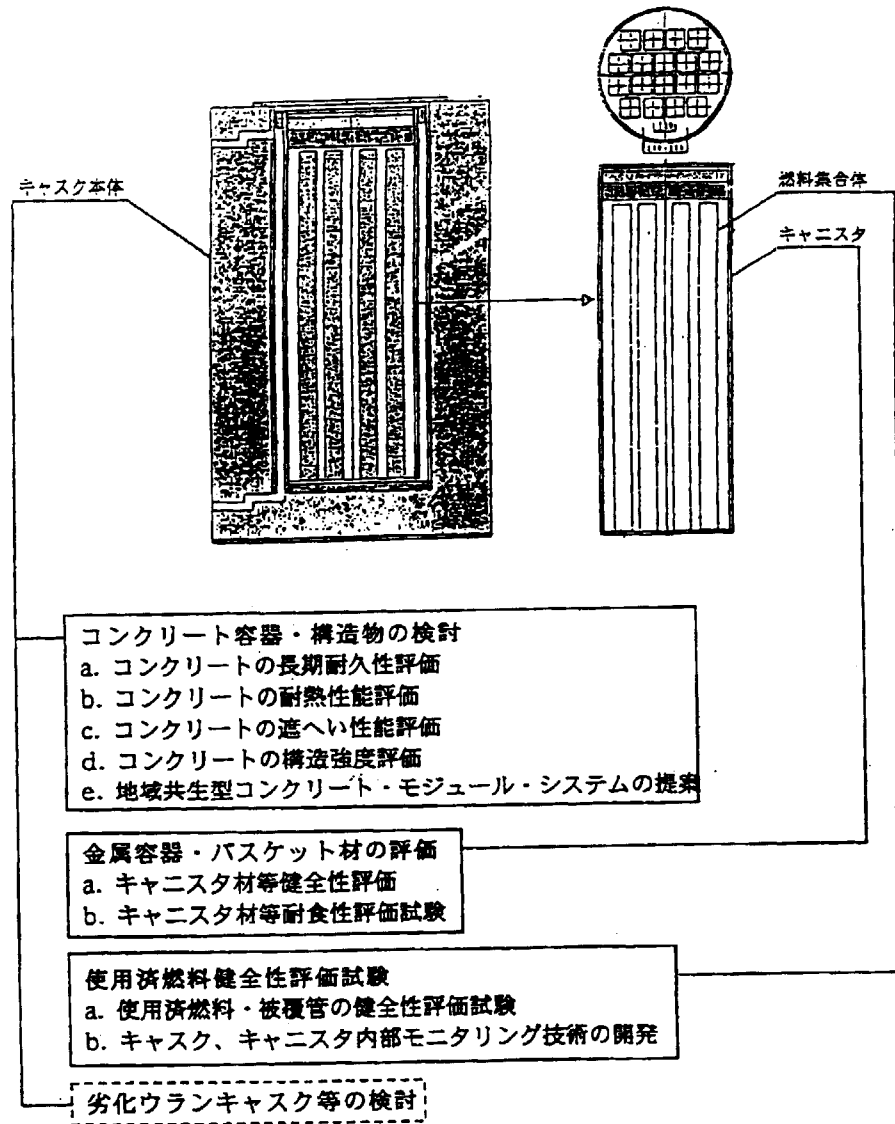 キャスク本体
燃料集合体
キャニスタ
コンクリート容器・構造物の検討
a. コンクリートの長期耐久性評価
b. コンクリートの耐熱性能評価
c. コンクリートの遮へい性能評価
d. コンクリートの構造強度評価
e. 地域共生型コンクリート・モジュール・システムの提案
金属容器・バスケット材の評価
a. キャニスタ材等健全性評価
b. キャニスタ材等耐食性評価試験
使用済燃料健全性評価試験
a. 使用済燃料・被覆管の健全性評価試験
b. キャスク、キャニスタ内部モニタリング技術の開発
劣化ウランキャスク等の検討